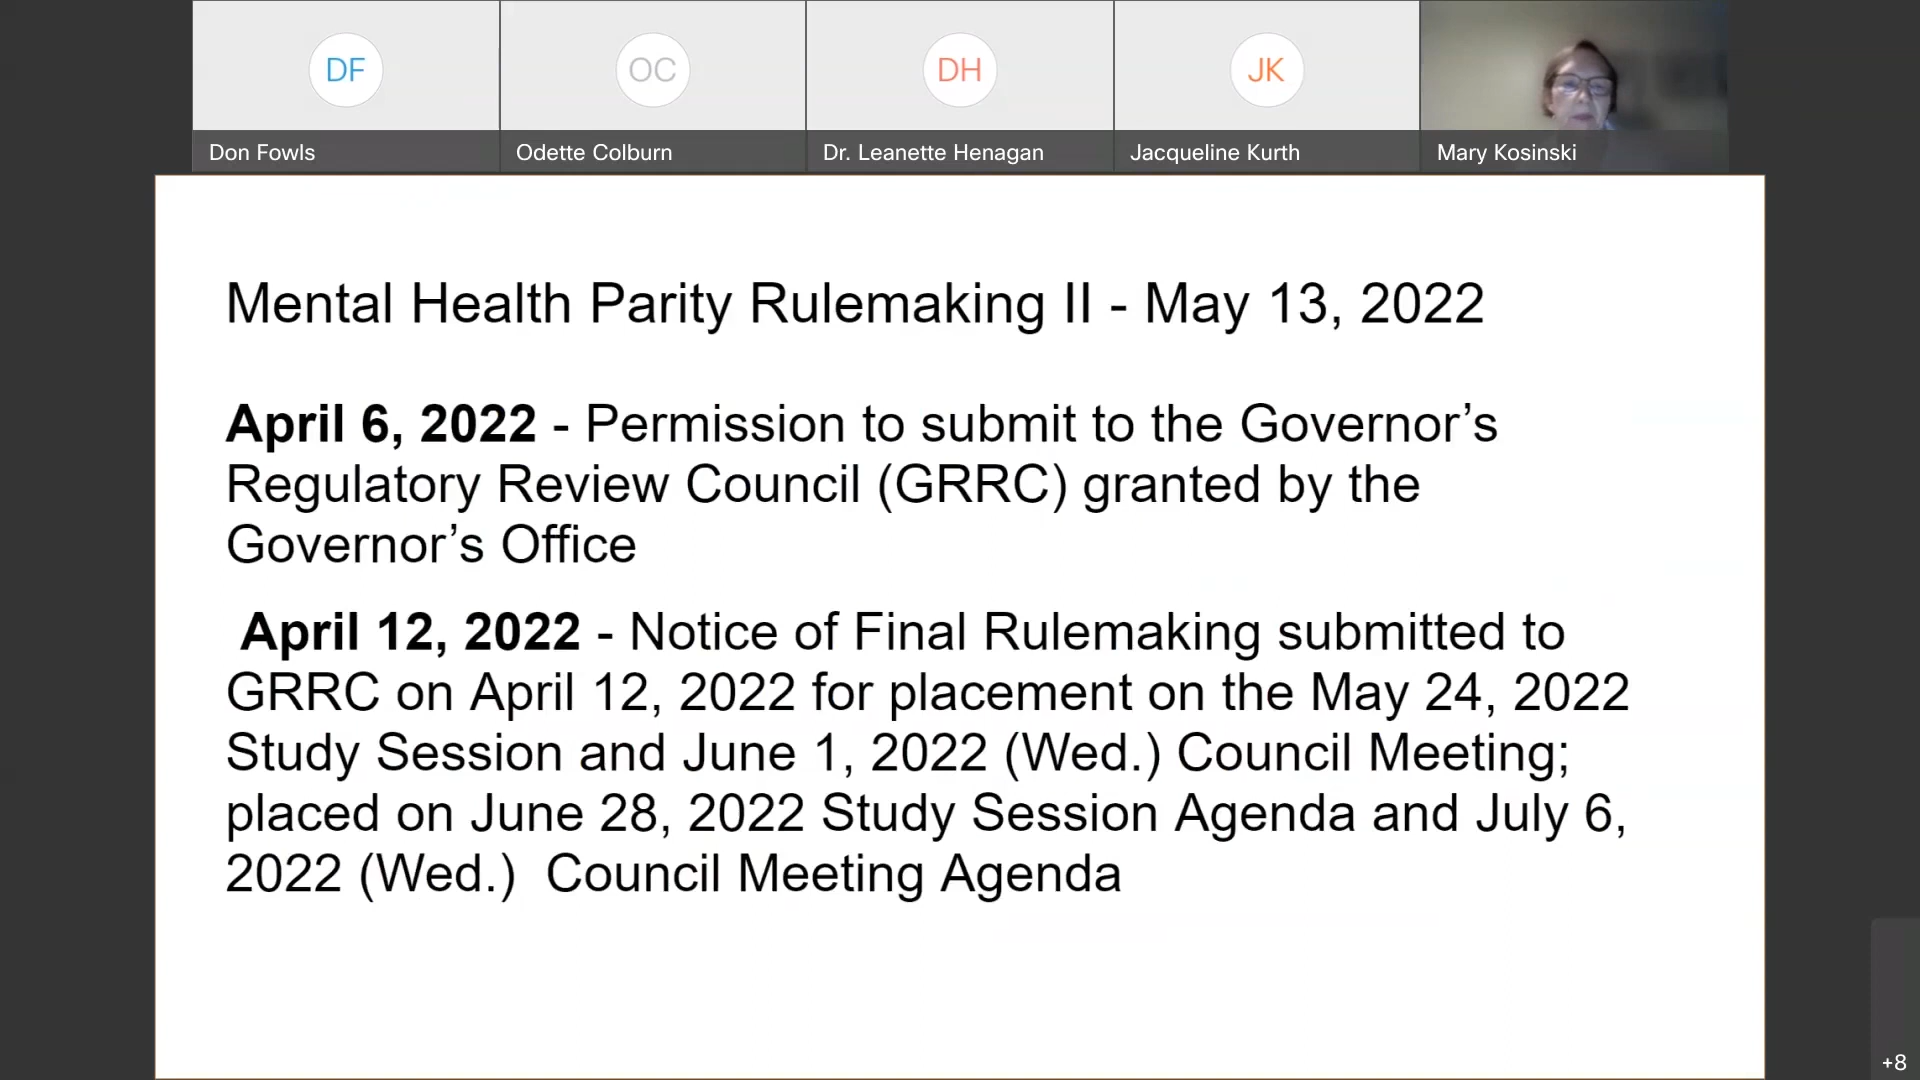 DF
OC
DH
JK
Don Fowls
Odette Colburn
Dr. Leanette Henagan
Jacqueline Kurth
Mary Kosinski
Mental Health Parity Rulemaking II - May 13, 2022
April 6, 2022 - Permission to submit to the Governor’s
Regulatory Review Council (GRRC) granted by the
Governor’s Office
April 12, 2022 - Notice of Final Rulemaking submitted to
GRRC on April 12, 2022 for placement on the May 24, 2022
Study Session and June 1, 2022 (Wed.) Council Meeting;
placed on June 28, 2022 Study Session Agenda and July 6,
2022 (Wed.)  Council Meeting Agenda
+8